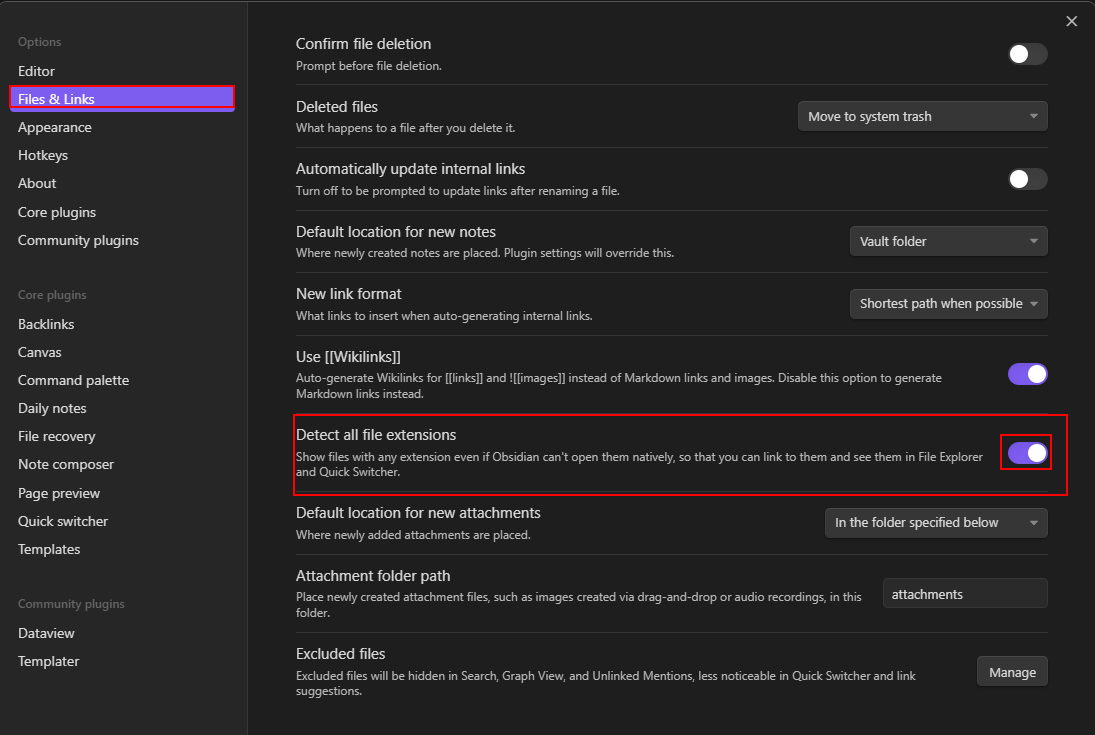 Options
Editor
Files & Links
Appearance
Hotkeys
About
Core plugins
Community plugins
Core plugins
Backlinks
Canvas
Command palette
Daily notes
File recovery
Note composer
Page preview
Quick switcher
Templates
Community plugins
Dataview
Templater
Confirm file deletion
Prompt before file deletion.
Deleted files
What happens to a file after you delete it.
Move to system trash
Automatically update internal links
Turn off to be prompted to update links after renaming a file.
Default location for new notes
Where newly created notes are placed. Plugin settings will override this.
Vault folder
New link format
What links to insert when auto-generating internal links.
Shortest path when possible
Use [[Wikilinks]]
Auto-generate Wikilinks for [[links]] and ![[images]] instead of Markdown links and images. Disable this option to generate
Markdown links instead.
Detect all file extensions
Show files with any extension even if Obsidian can't open them natively, so that you can link to them and see them in File Explorer
and Quick Switcher.
Default location for new attachments
Where newly added attachments are placed.
In the folder specified below
Attachment folder path
Place newly created attachment files, such as images created via drag-and-drop or audio recordings, in this
folder.
attachments
Excluded files
Excluded files will be hidden in Search, Graph View, and Unlinked Mentions, less noticeable in Quick Switcher and link
suggestions.
Manage